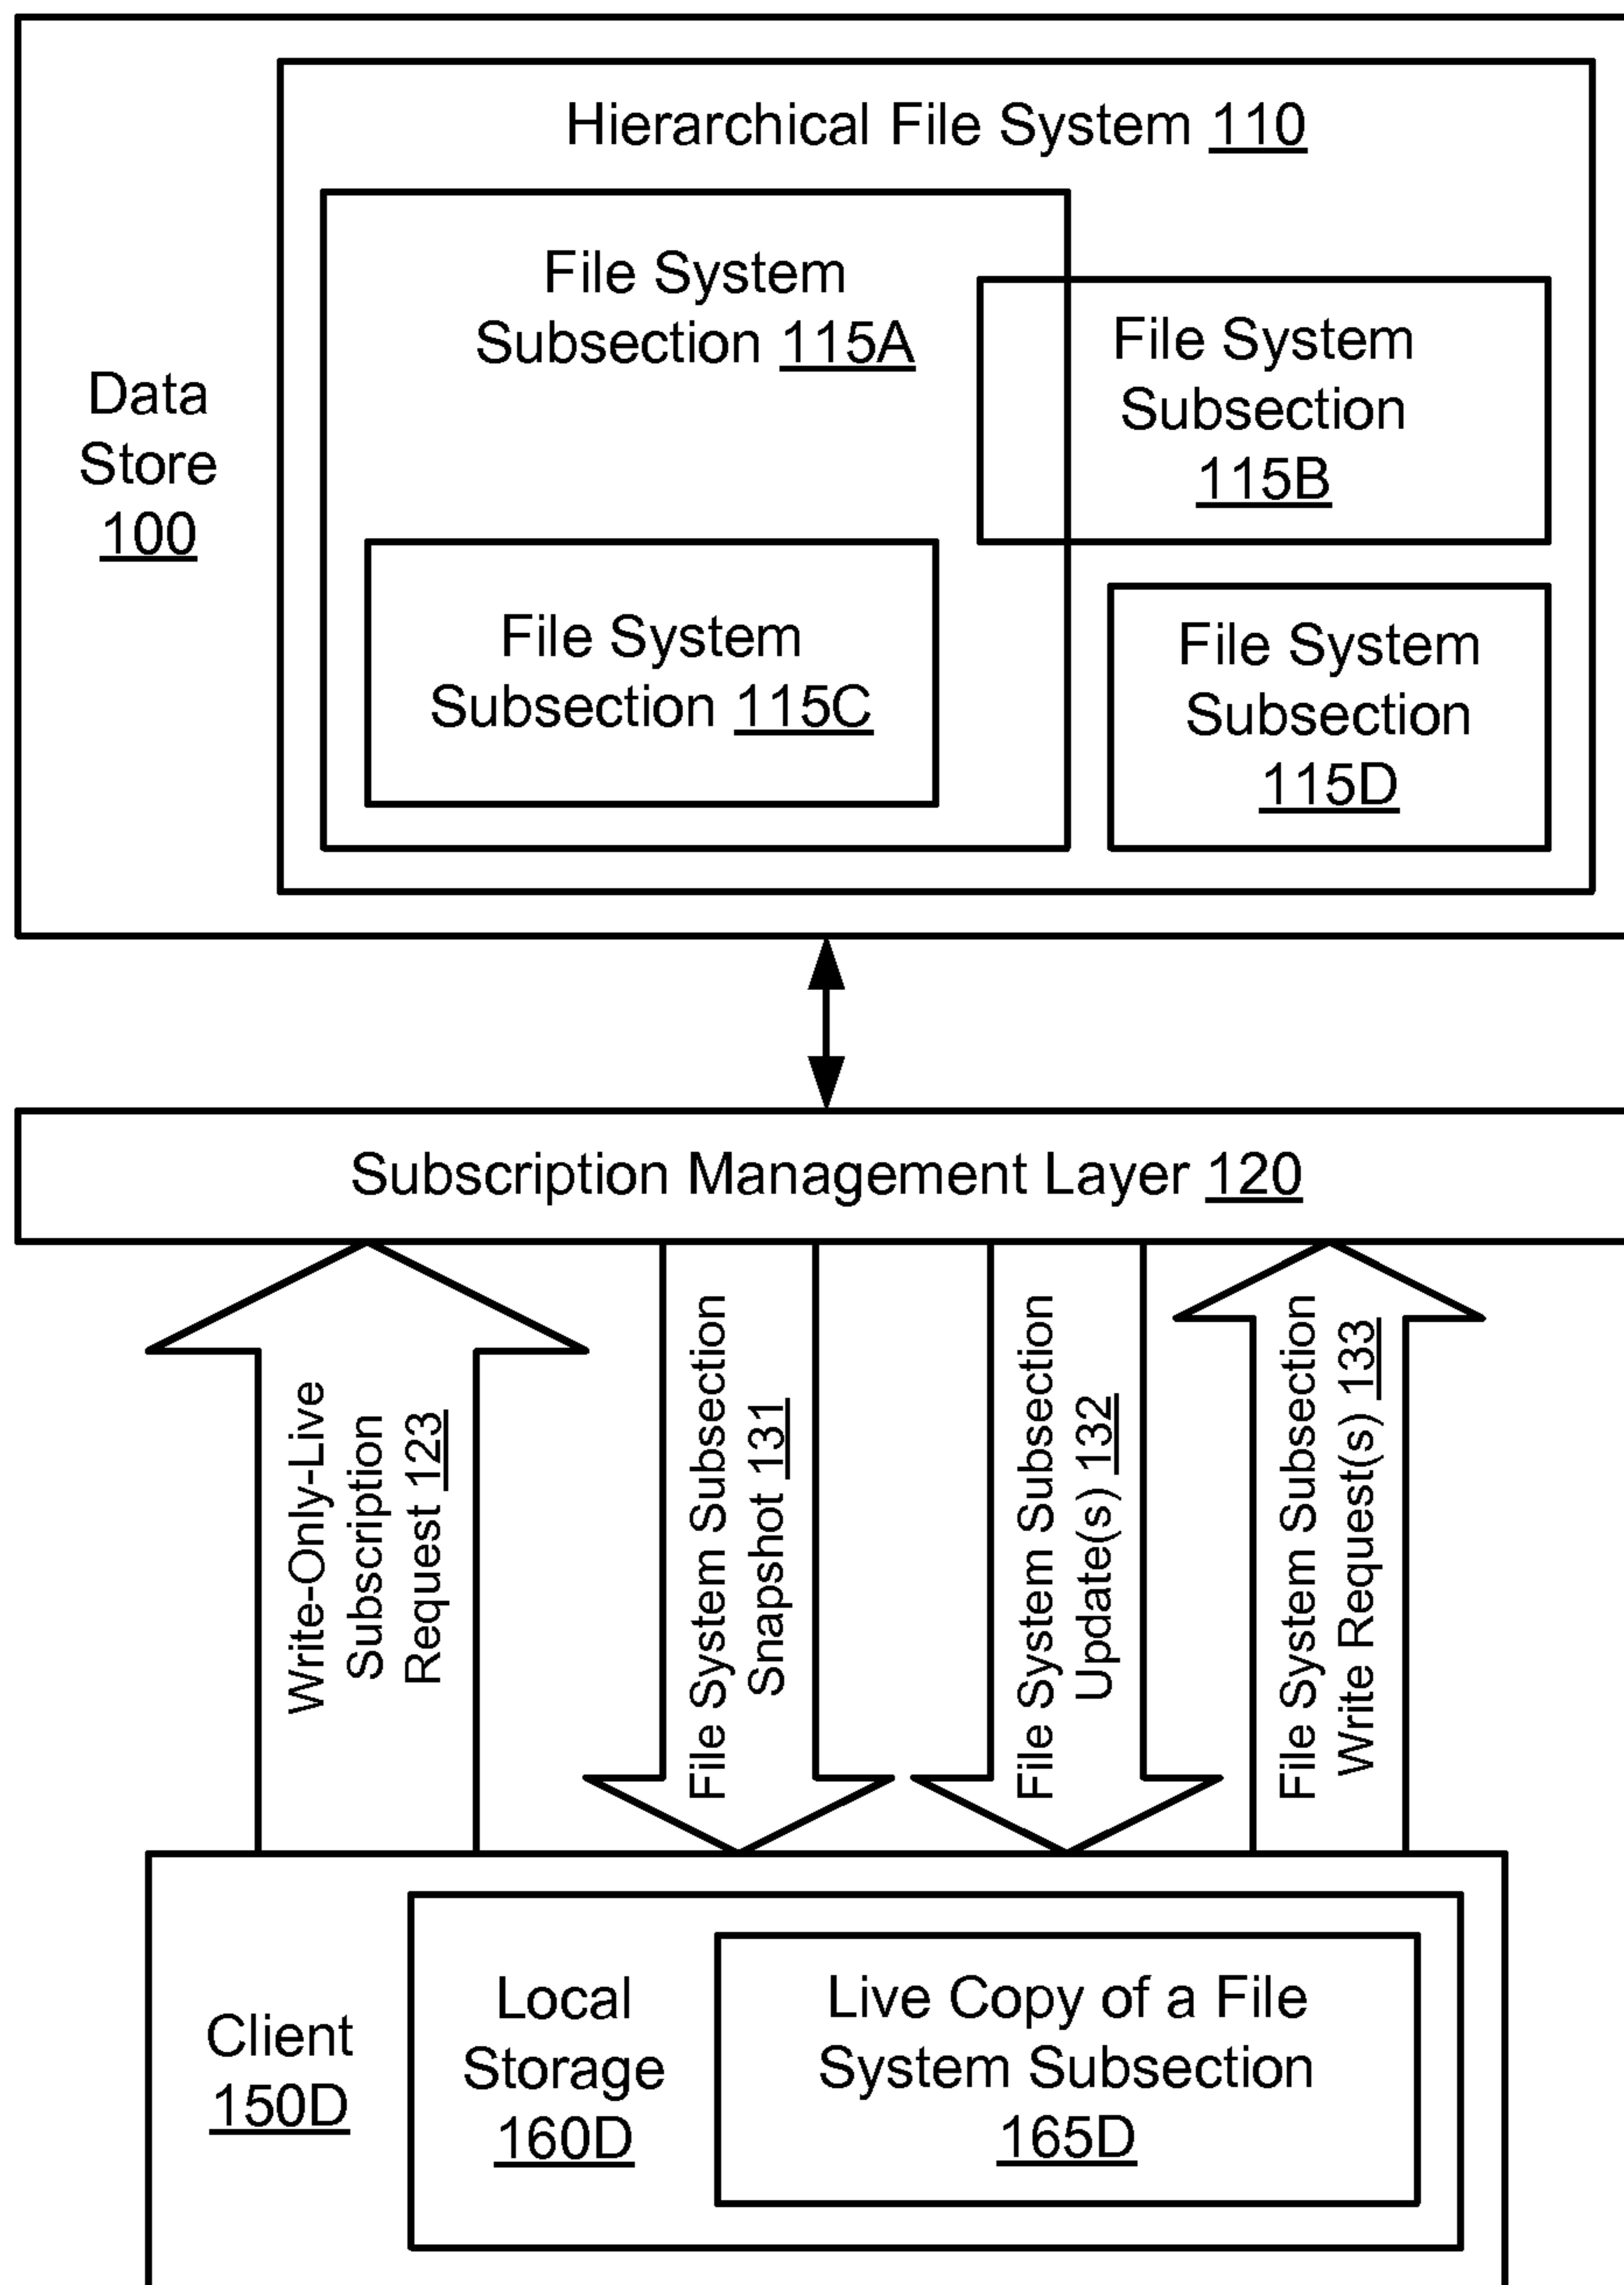 Hierarchical File System 110
File System
Subsection 115A
File System
Subsection
115B
Data
Store
100
File System
Subsection 115C
File System
Subsection
115D
Subscription Management Layer 120
Write-Only-Live
Subscription
Request 123
File System Subsection
Snapshot 131
File System Subsection
Update(s) 132
File System Subsection
Write Request(s) 133
Client
150D
Local
Storage
160D
Live Copy of a File
System Subsection
165D